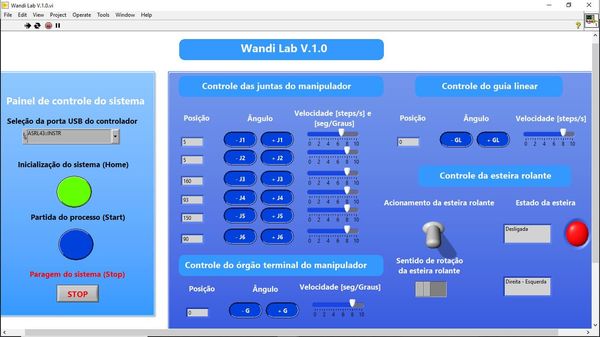 Wandi Lab V.1.0.vi
File Edit View Project Operate Tools Window Help
Wandi Lab V.1.0
Painel de controle do sistema
Seleção da porta USB do controlador
ASRL43::INSTR
Inicialização do sistema (Home)
Partida do processo (Start)
Paragem do sistema (Stop)
STOP
Controle das juntas do manipulador
Posição Ângulo Velocidade [steps/s] e
[seg/Graus]
5 - J1 + J1
0 2 4 6 8 10
5 - J2 + J2
0 2 4 6 8 10
160 - J3 + J3
0 2 4 6 8 10
93 - J4 + J4
0 2 4 6 8 10
150 - J5 + J5
0 2 4 6 8 10
90 - J6 + J6
0 2 4 6 8 10
Controle do órgão terminal do manipulador
Posição Ângulo Velocidade [seg/Graus]
0 - G + G
0 2 4 6 8 10
Controle do guia linear
Posição Ângulo Velocidade [steps/s]
0 - GL + GL
0 2 4 6 8 10
Controle da esteira rolante
Acionamento da esteira rolante
Estado da esteira
Desligada
Sentido de rotação
da esteira rolante
Direita - Esquerda